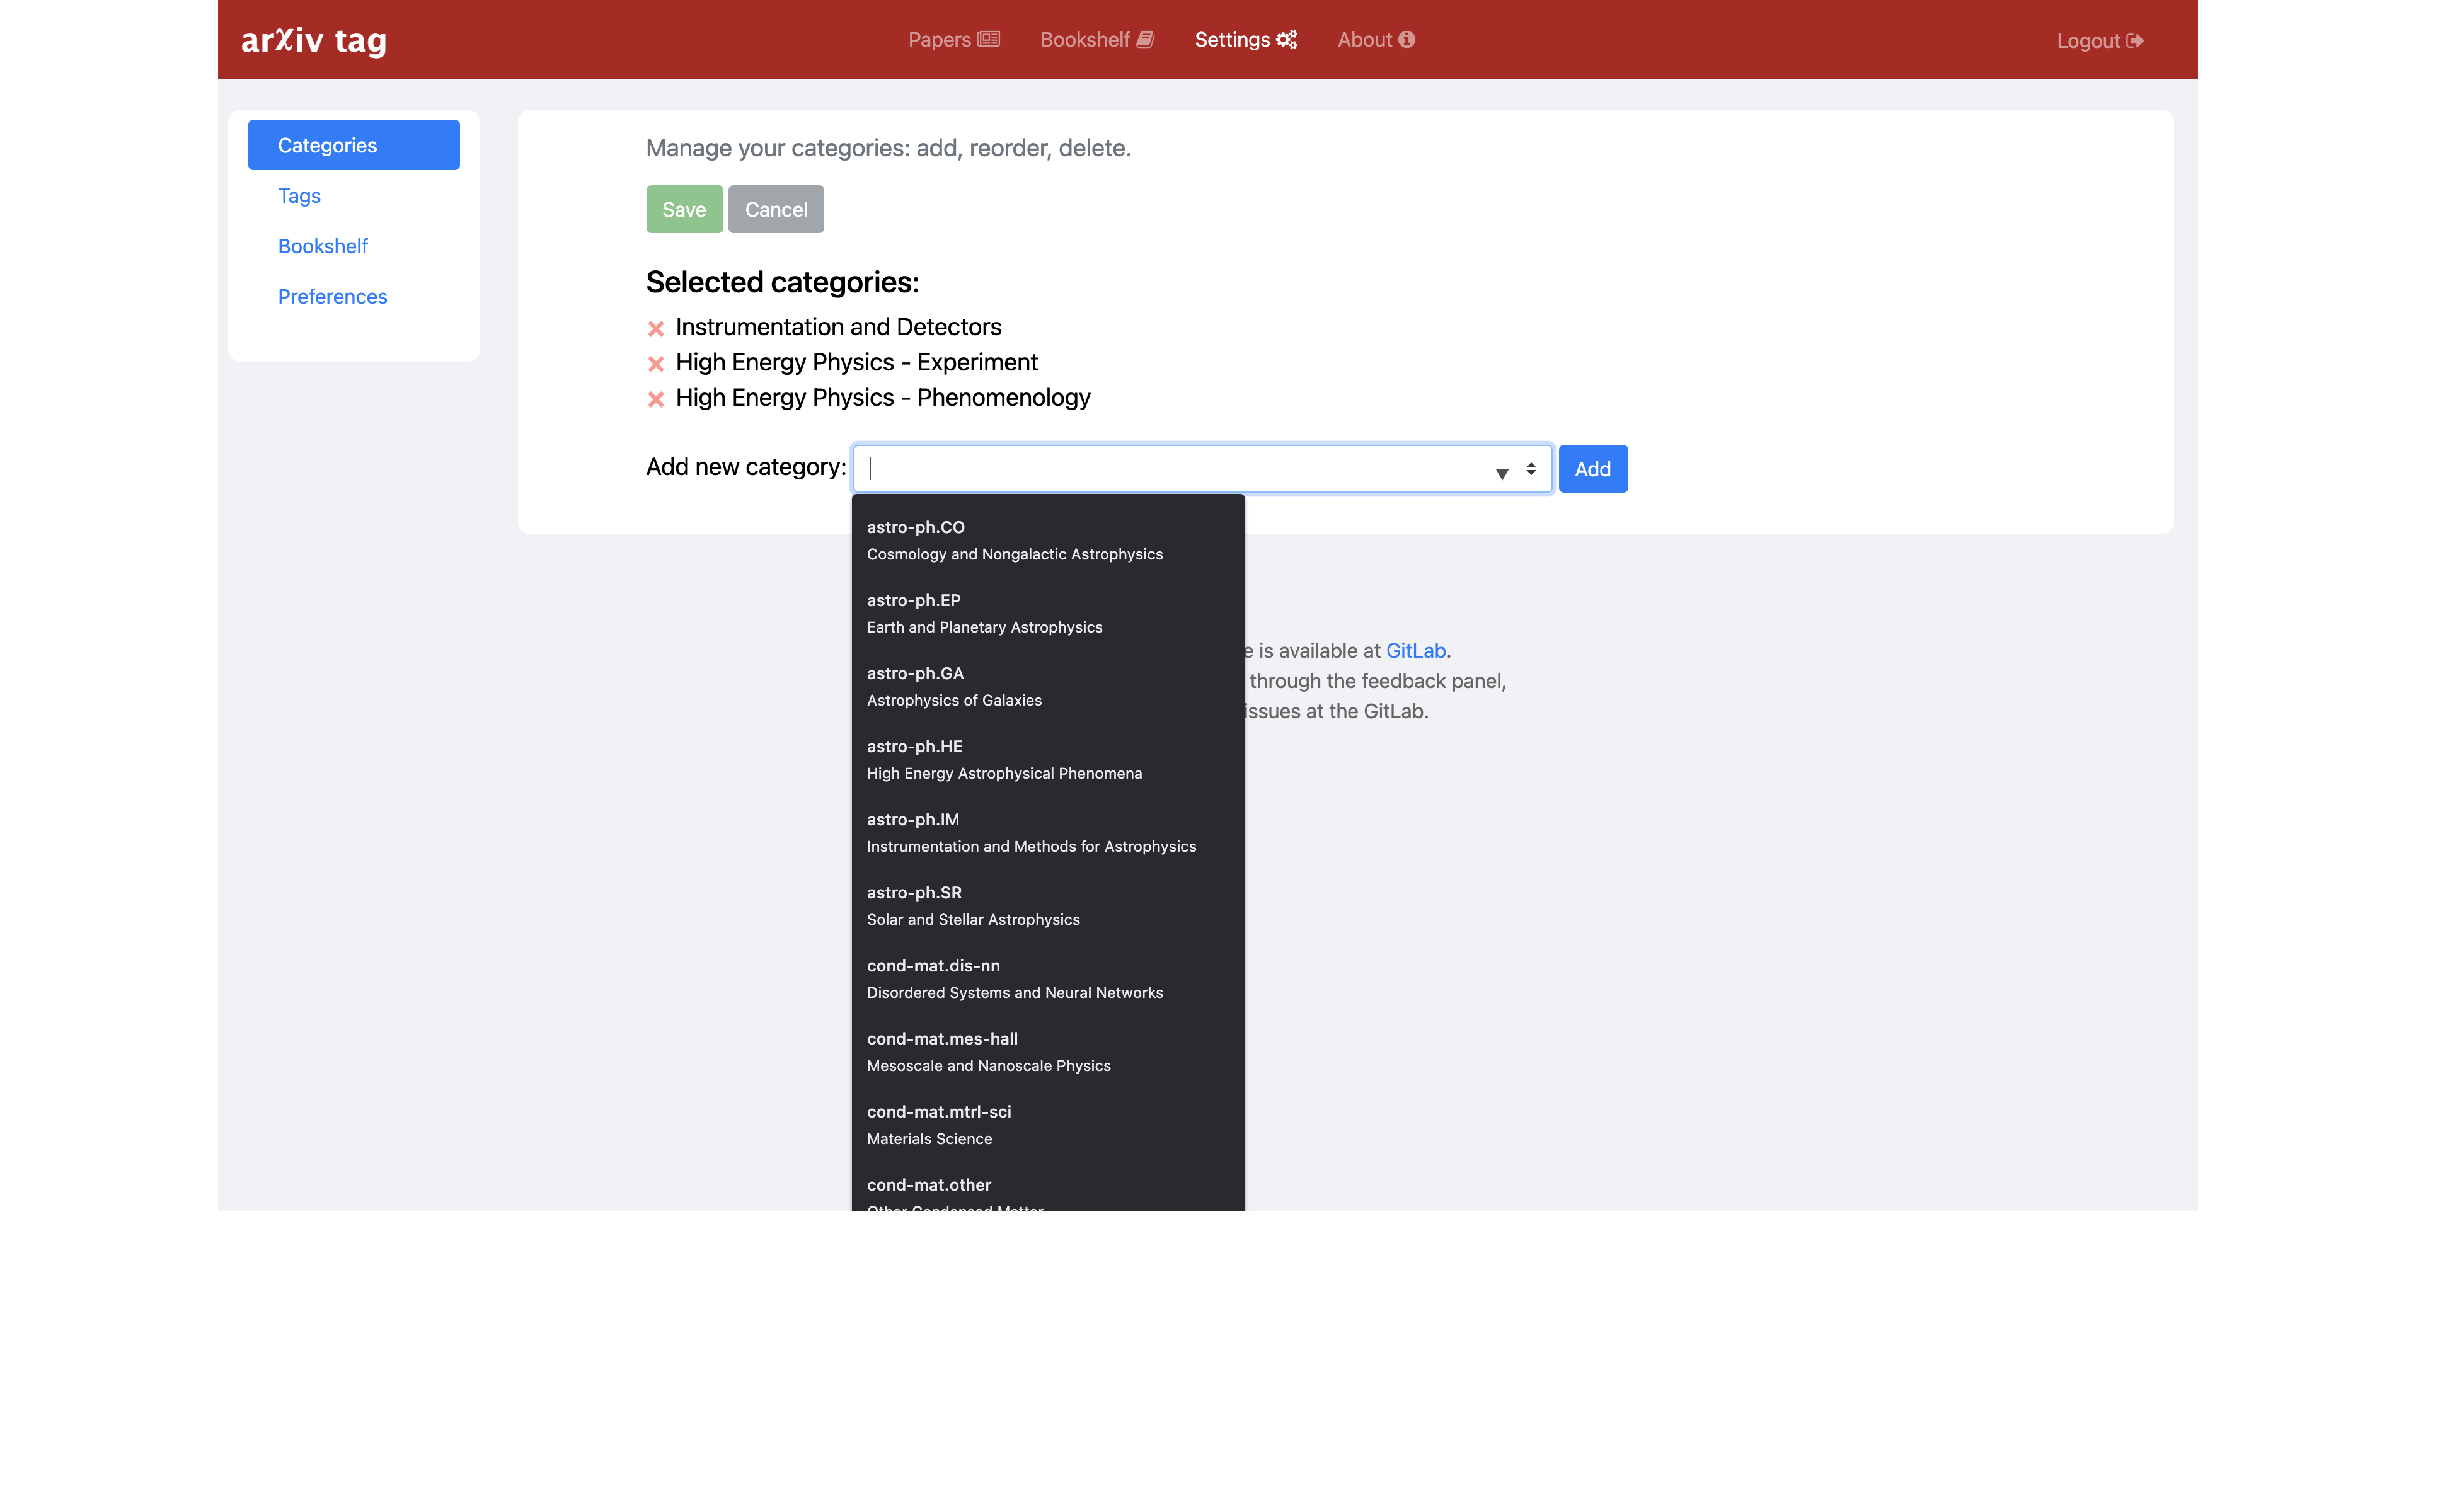 arXiv tag
Papers
Bookshelf
Settings
About
Logout
Categories
Tags
Bookshelf
Preferences
Manage your categories: add, reorder, delete.
Save
Cancel
Selected categories:
Instrumentation and Detectors
High Energy Physics - Experiment
High Energy Physics - Phenomenology
Add new category:
Add
astro-ph.CO
Cosmology and Nongalactic Astrophysics
astro-ph.EP
Earth and Planetary Astrophysics
astro-ph.GA
Astrophysics of Galaxies
astro-ph.HE
High Energy Astrophysical Phenomena
astro-ph.IM
Instrumentation and Methods for Astrophysics
astro-ph.SR
Solar and Stellar Astrophysics
cond-mat.dis-nn
Disordered Systems and Neural Networks
cond-mat.mes-hall
Mesoscale and Nanoscale Physics
cond-mat.mtrl-sci
Materials Science
cond-mat.other
Other Condensed Matter
is available at GitLab.
through the feedback panel,
issues at the GitLab.